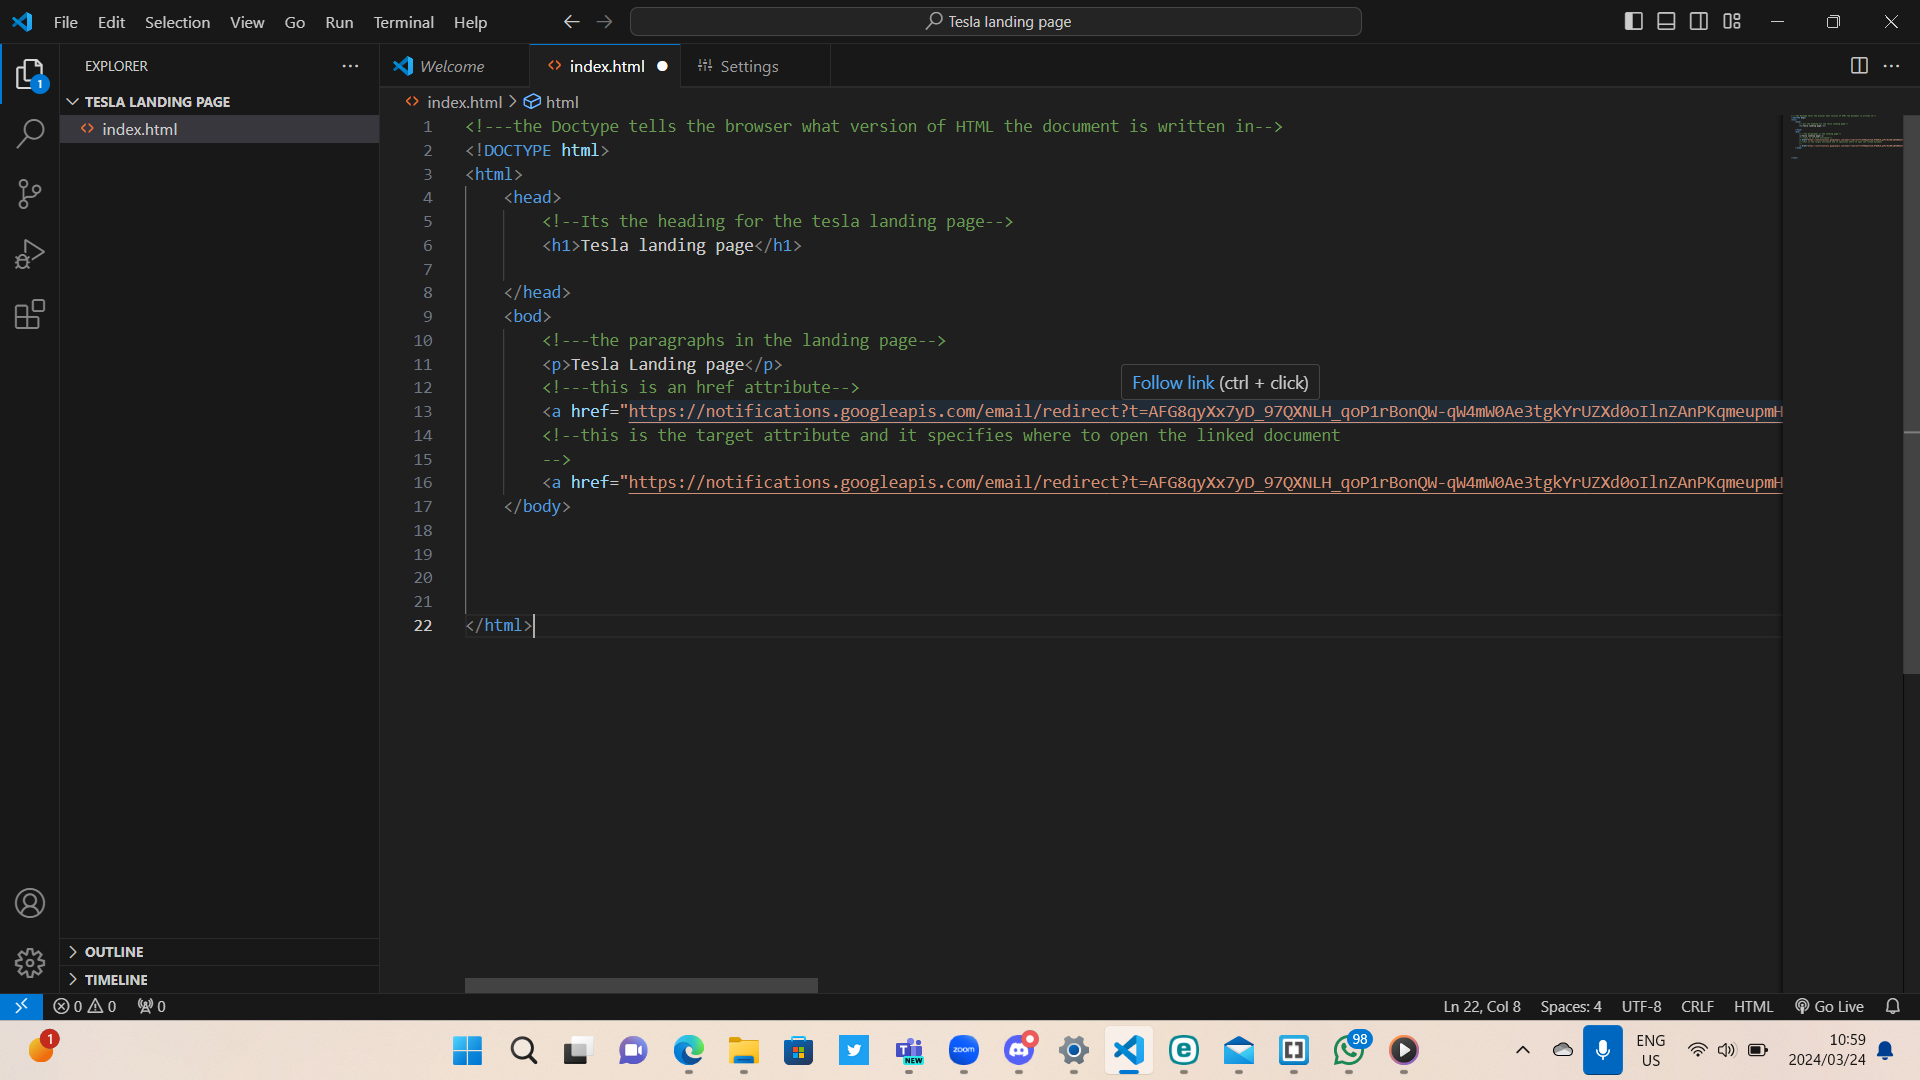 File Edit Selection View Go Run Terminal Help
Tesla landing page
EXPLORER
TESLA LANDING PAGE
index.html
OUTLINE
TIMELINE
Welcome
index.html
Settings
index.html > html
1 <!---the Doctype tells the browser what version of HTML the document is written in-->
2 <!DOCTYPE html>
3 <html>
4 <head>
5 <!--Its the heading for the tesla landing page-->
6 <h1>Tesla landing page</h1>
7
8 </head>
9 <bod>
10 <!---the paragraphs in the landing page-->
11 <p>Tesla Landing page</p>
12 <!---this is an href attribute-->
Follow link (ctrl + click)
13 <a href="https://notifications.googleapis.com/email/redirect?t=AFG8qyXx7yD_97QXNLH_qoP1rBonQW-qW4mW0Ae3tgkYrUZXd0oIlnZAnPKqmeupmH
14 <!--this is the target attribute and it specifies where to open the linked document
15 -->
16 <a href="https://notifications.googleapis.com/email/redirect?t=AFG8qyXx7yD_97QXNLH_qoP1rBonQW-qW4mW0Ae3tgkYrUZXd0oIlnZAnPKqmeupmH
17 </body>
18
19
20
21
22 </html>
0 0 0
Ln 22, Col 8 Spaces: 4 UTF-8 CRLF HTML Go Live
1
1
NEW
zoom
98
ENG
US
10:59
2024/03/24